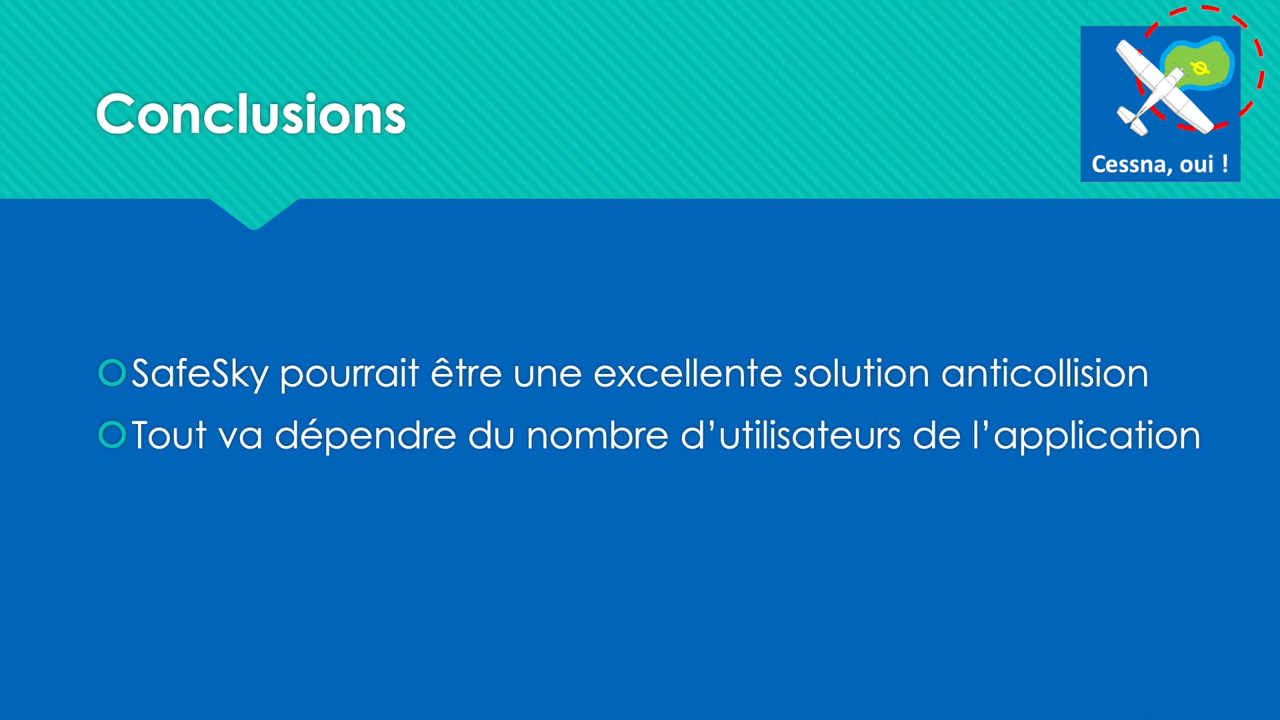 Conclusions
Cessna, oui !
SafeSky pourrait être une excellente solution anticollision
Tout va dépendre du nombre d’utilisateurs de l’application